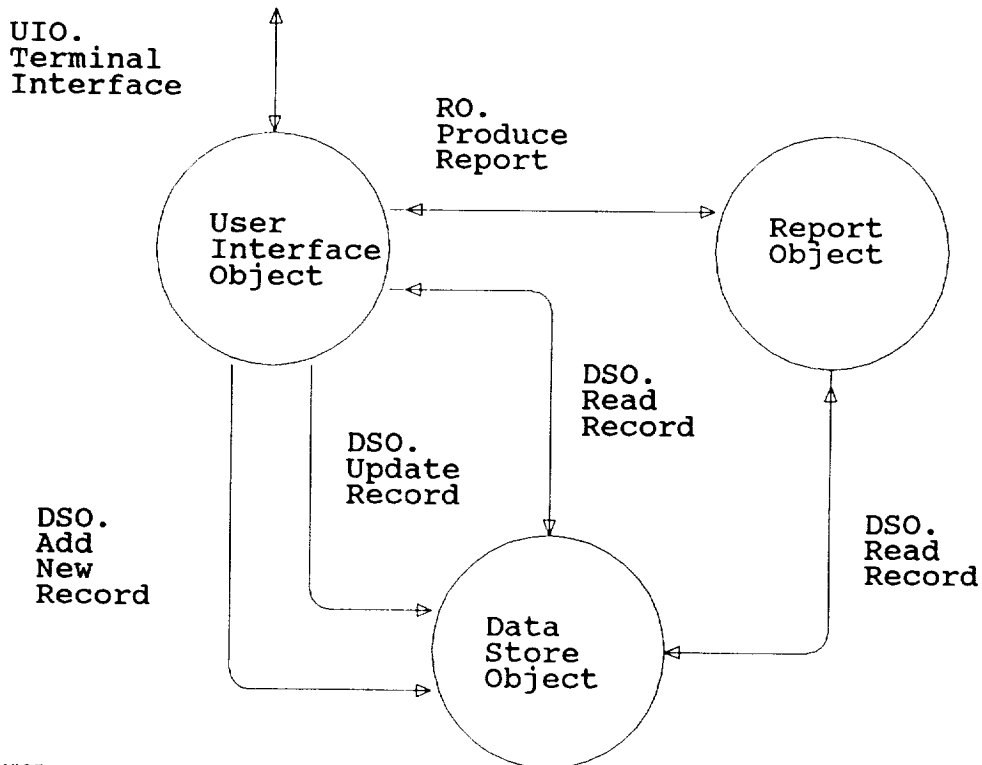 UIO.
Terminal
Interface
RO.
Produce
Report
User
Interface
Object
Report
Object
DSO.
Read
Record
DSO.
Update
Record
DSO.
Add
New
Record
DSO.
Read
Record
Data
Store
Object